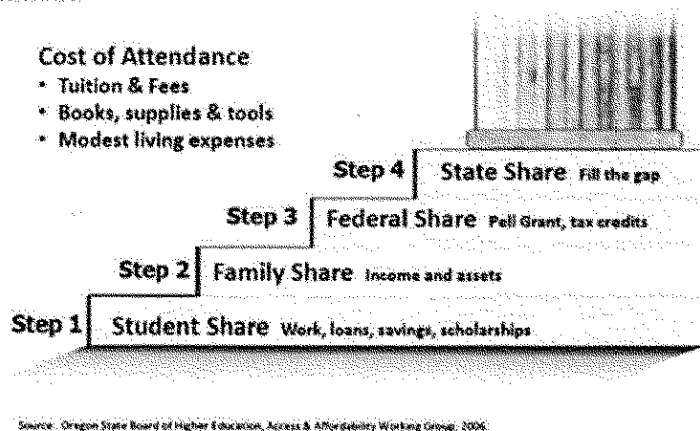 Cost of Attendance
• Tuition & Fees
• Books, supplies & tools
• Modest living expenses
Step 4 State Share Fill the gap
Step 3 Federal Share Pell Grant, tax credits
Step 2 Family Share Income and assets
Step 1 Student Share Work, loans, savings, scholarships
Source: Oregon State Board of Higher Education, Access & Affordability Working Group, 2006.